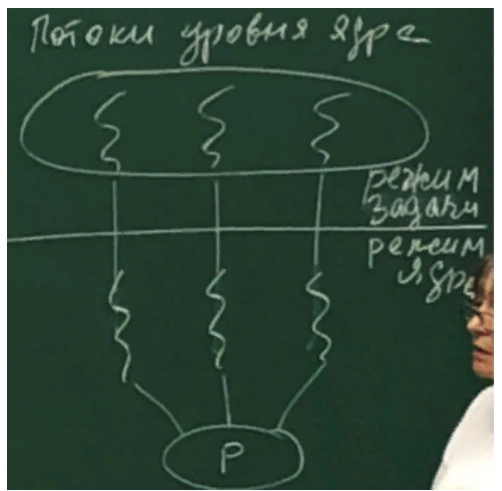 Потоки уровня ядра
режим
задачи
режим
ядра
P